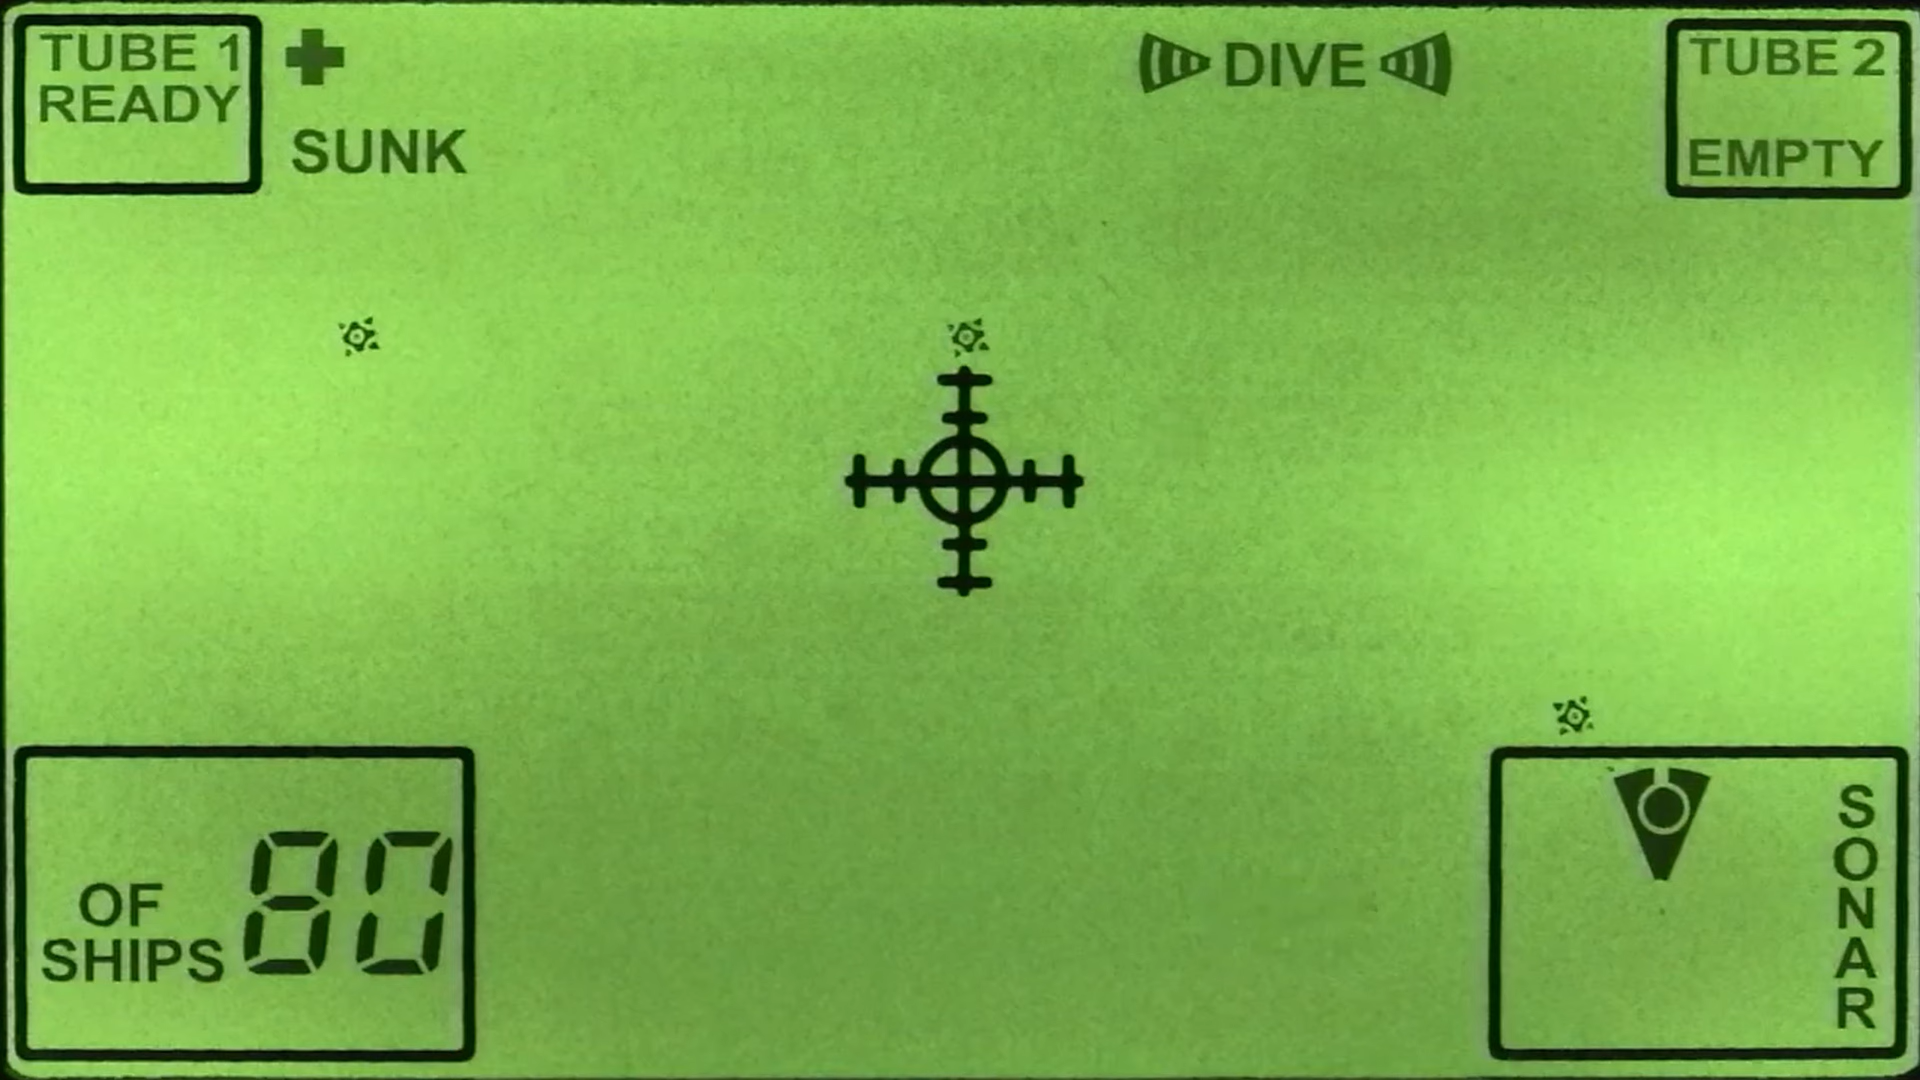 TUBE 1
READY
SUNK
DIVE
TUBE 2
EMPTY
OF
SHIPS
80
SONAR